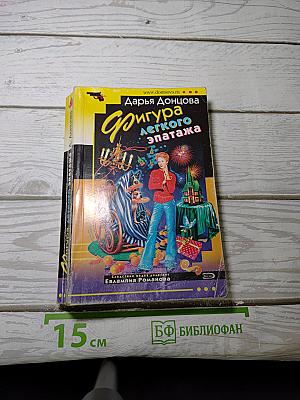 www.dontsova.ru
Дарья Донцова
Фигура
легкого
эпатажа
Евлампия Романова
15 см
БФ БИБЛИОФАН